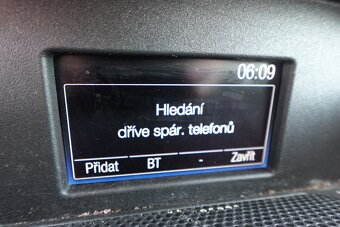 06:09
Hledání
dříve spár. telefonů
Přidat BT - Zavřít